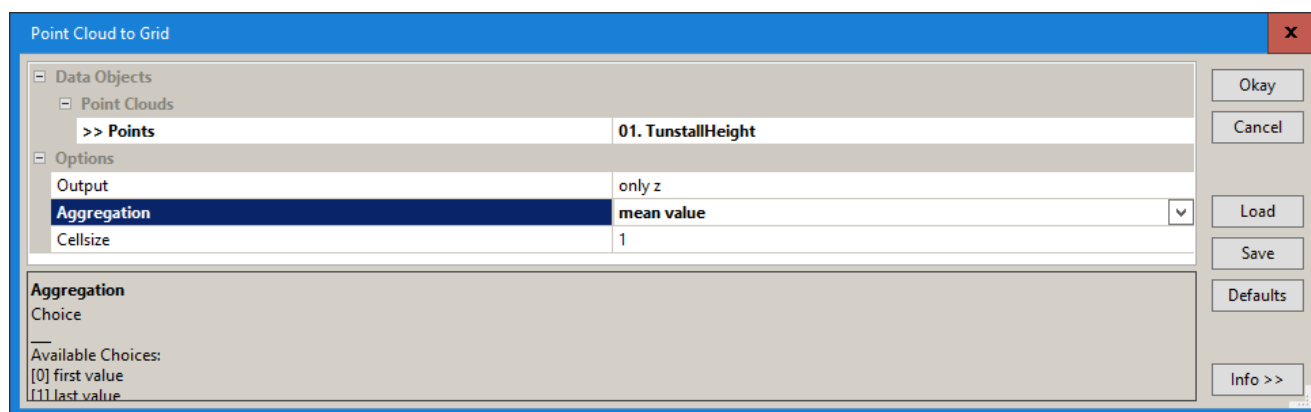 Point Cloud to Grid
x
Data Objects
Point Clouds
>> Points 01. TunstallHeight
Options
Output only z
Aggregation mean value
Cellsize 1
Okay
Cancel
Load
Save
Defaults
Info >>
Aggregation
Choice
__
Available Choices:
[0] first value
[1] last value